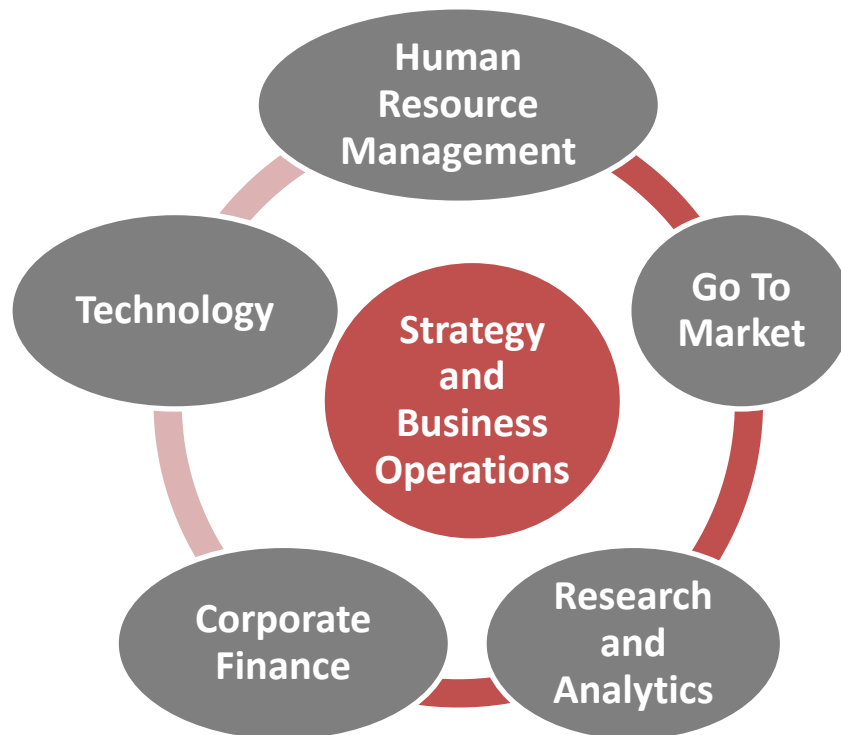 Human
Resource
Management
Go To
Market
Technology
Strategy
and
Business
Operations
Research
and
Analytics
Corporate
Finance